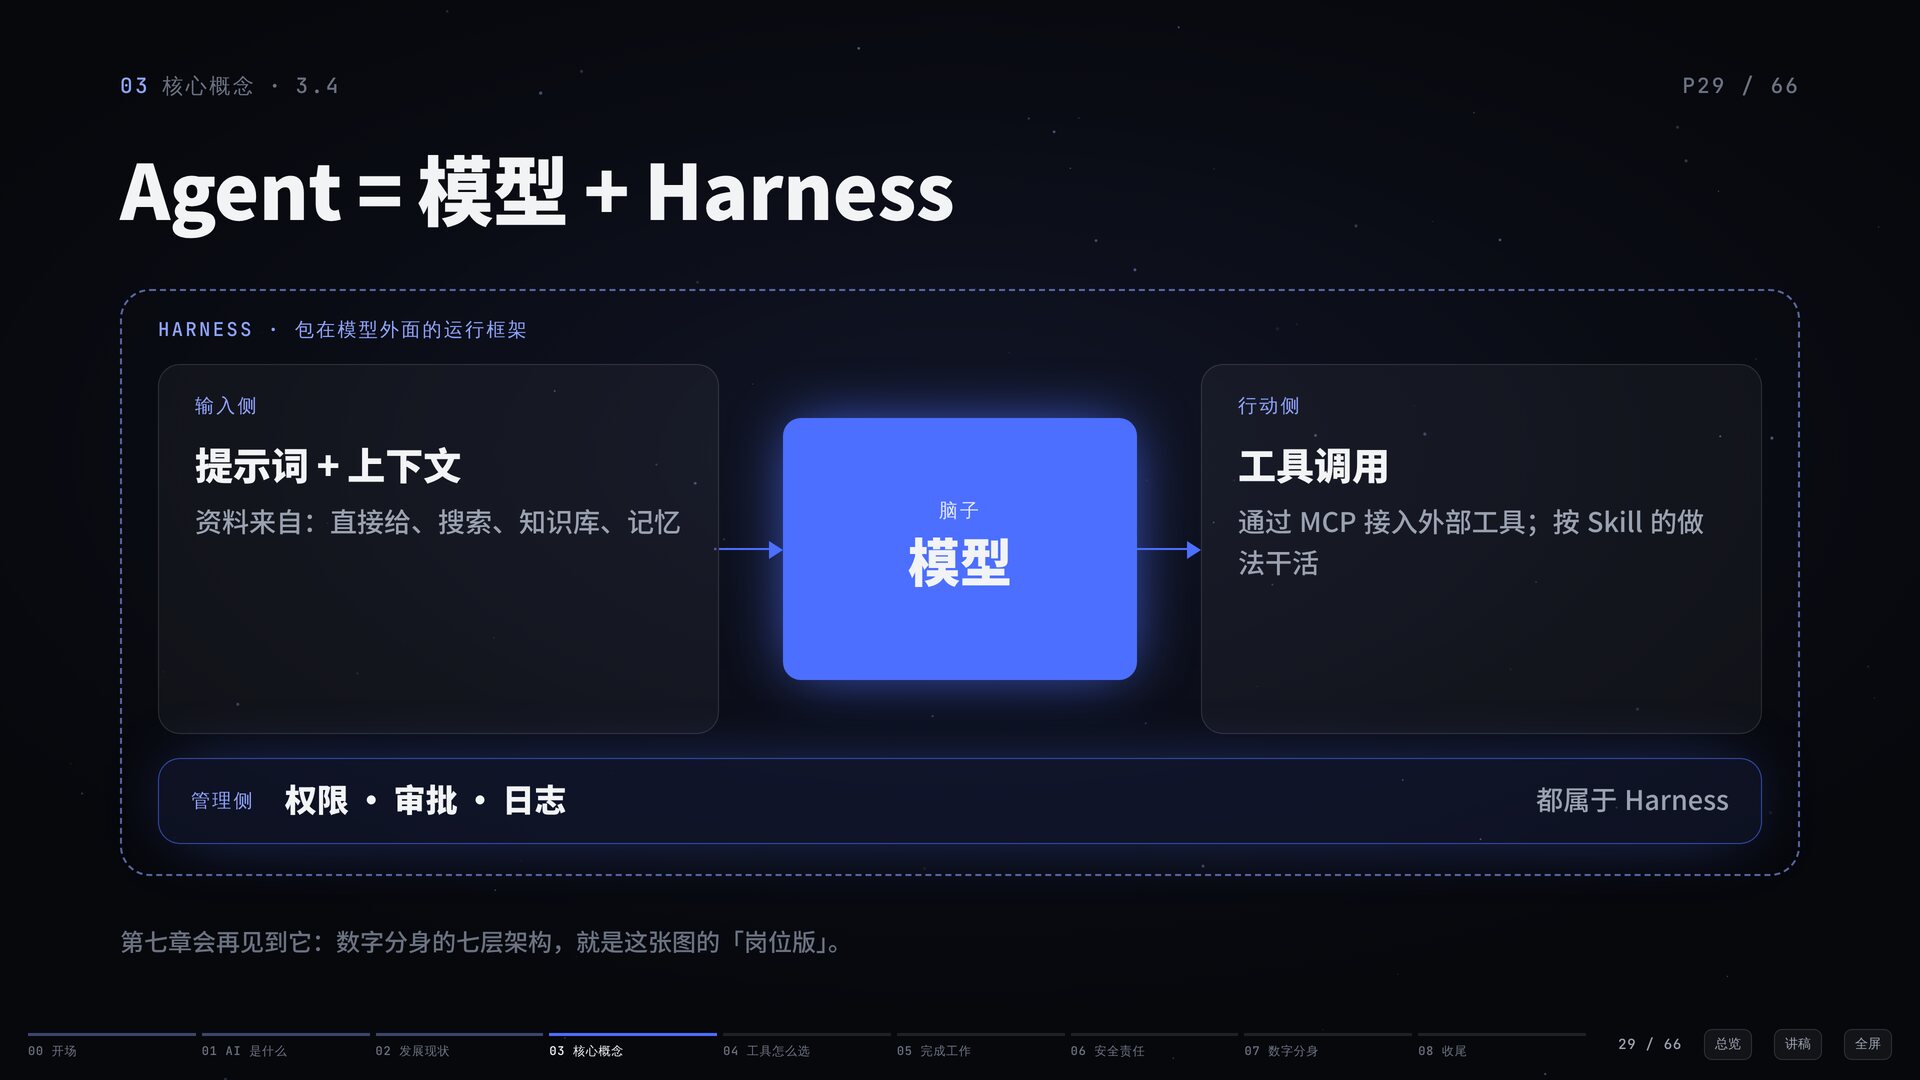 03 核心概念 · 3.4
P29 / 66
Agent = 模型 + Harness
HARNESS · 包在模型外面的运行框架
输入侧
提示词 + 上下文
资料来自：直接给、搜索、知识库、记忆
脑子
模型
行动侧
工具调用
通过 MCP 接入外部工具；按 Skill 的做
法干活
管理侧 权限 · 审批 · 日志
都属于 Harness
第七章会再见到它：数字分身的七层架构，就是这张图的「岗位版」。
00 开场
01 AI 是什么
02 发展现状
03 核心概念
04 工具怎么选
05 完成工作
06 安全责任
07 数字分身
08 收尾
29 / 66
总览
讲稿
全屏